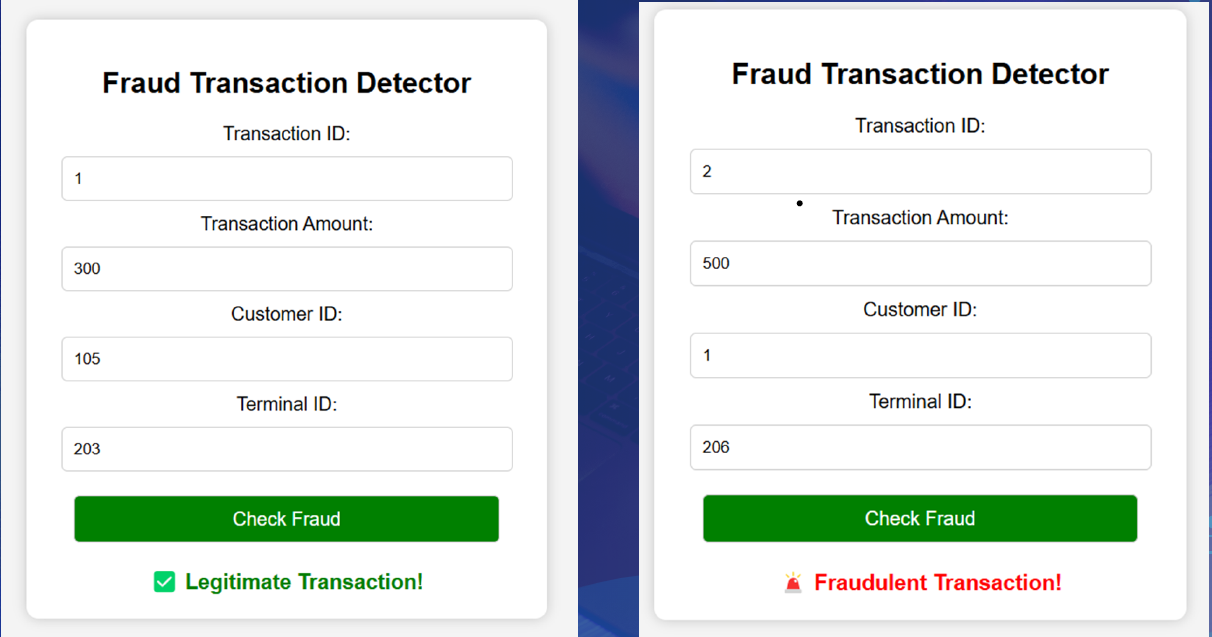 Fraud Transaction Detector
Transaction ID:
1
Transaction Amount:
300
Customer ID:
105
Terminal ID:
203
Check Fraud
✅ Legitimate Transaction!
Fraud Transaction Detector
Transaction ID:
2
Transaction Amount:
500
Customer ID:
1
Terminal ID:
206
Check Fraud
🚨 Fraudulent Transaction!